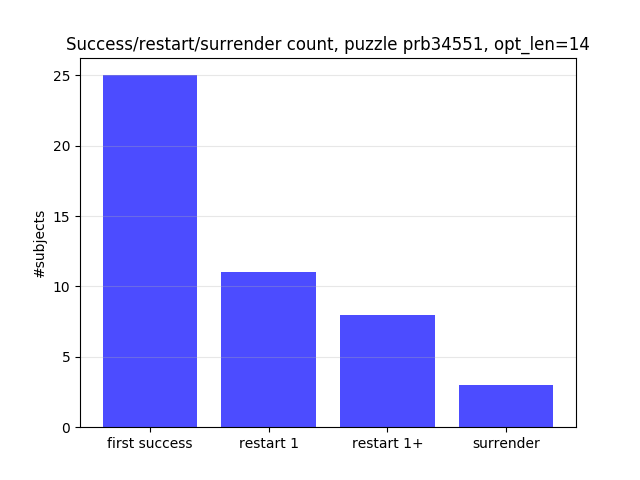 Success/restart/surrender count, puzzle prb34551, opt_len=14
#subjects
25
20
15
10
5
0
first success
restart 1
restart 1+
surrender